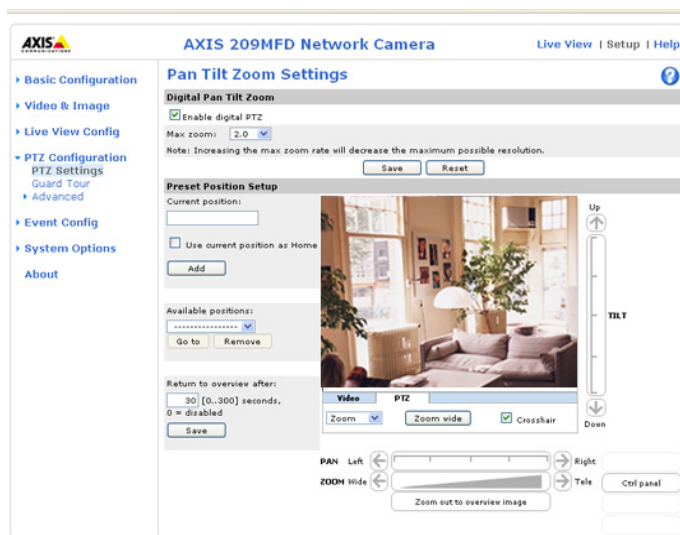 AXIS
COMMUNICATIONS
AXIS 209MFD Network Camera
Live View | Setup | Help
Basic Configuration
Video & Image
Live View Config
PTZ Configuration
PTZ Settings
Guard Tour
Advanced
Event Config
System Options
About
Pan Tilt Zoom Settings
?
Digital Pan Tilt Zoom
Enable digital PTZ
Max zoom: 2.0
Note: Increasing the max zoom rate will decrease the maximum possible resolution.
Save Reset
Preset Position Setup
Current position:
Use current position as Home
Add
Available positions:
----------------
Go to Remove
Return to overview after:
30 [0..300] seconds,
0 = disabled
Save
Up
TILT
Down
Video PTZ
Zoom Zoom wide Crosshair
PAN Left Right
ZOOM Wide Tele
Zoom out to overview image
Ctrl panel